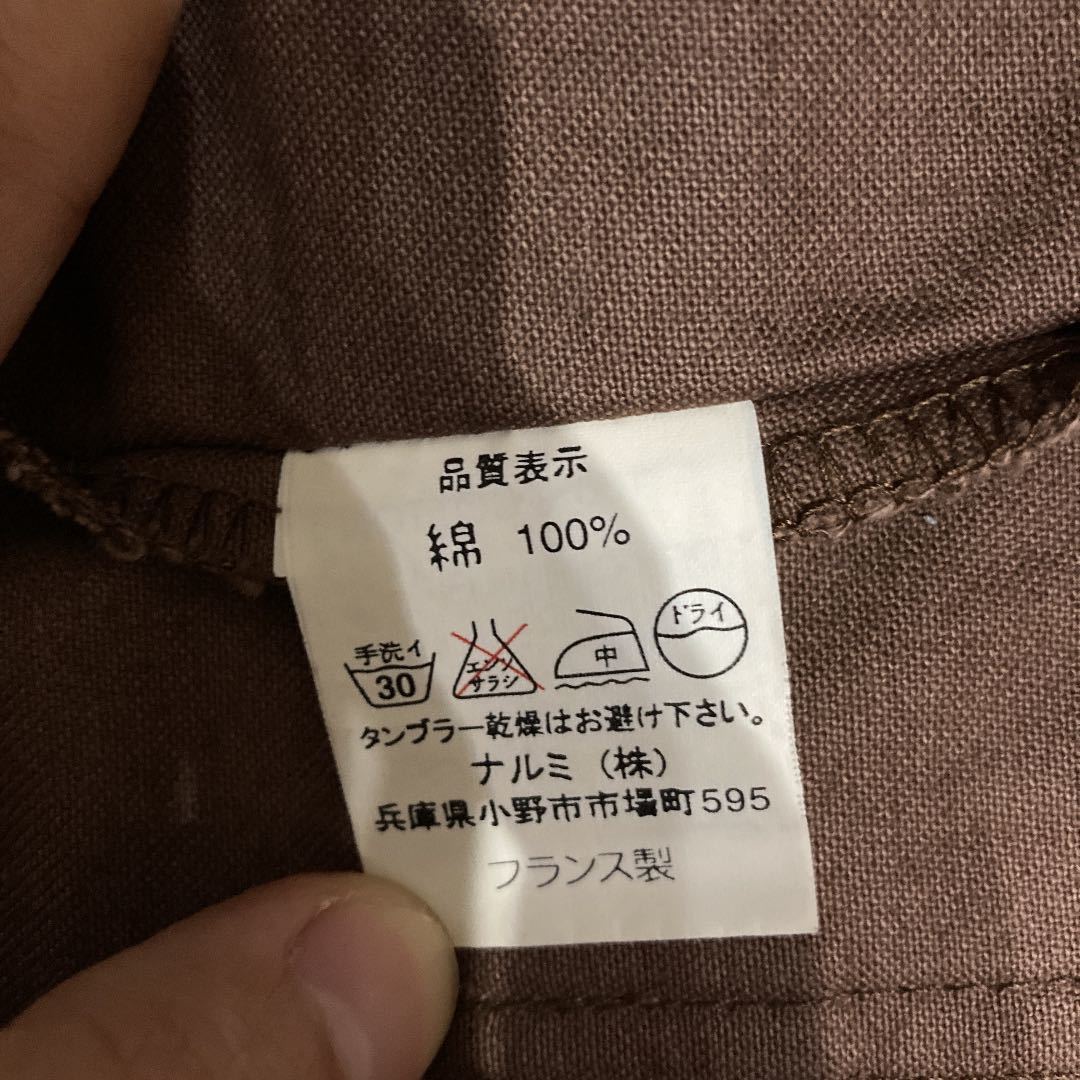 品質表示
綿 100%
手洗イ
30
エンソ
サラシ
中
ドライ
タンブラー乾燥はお避け下さい。
ナルミ（株）
兵庫県小野市市場町595
フランス製